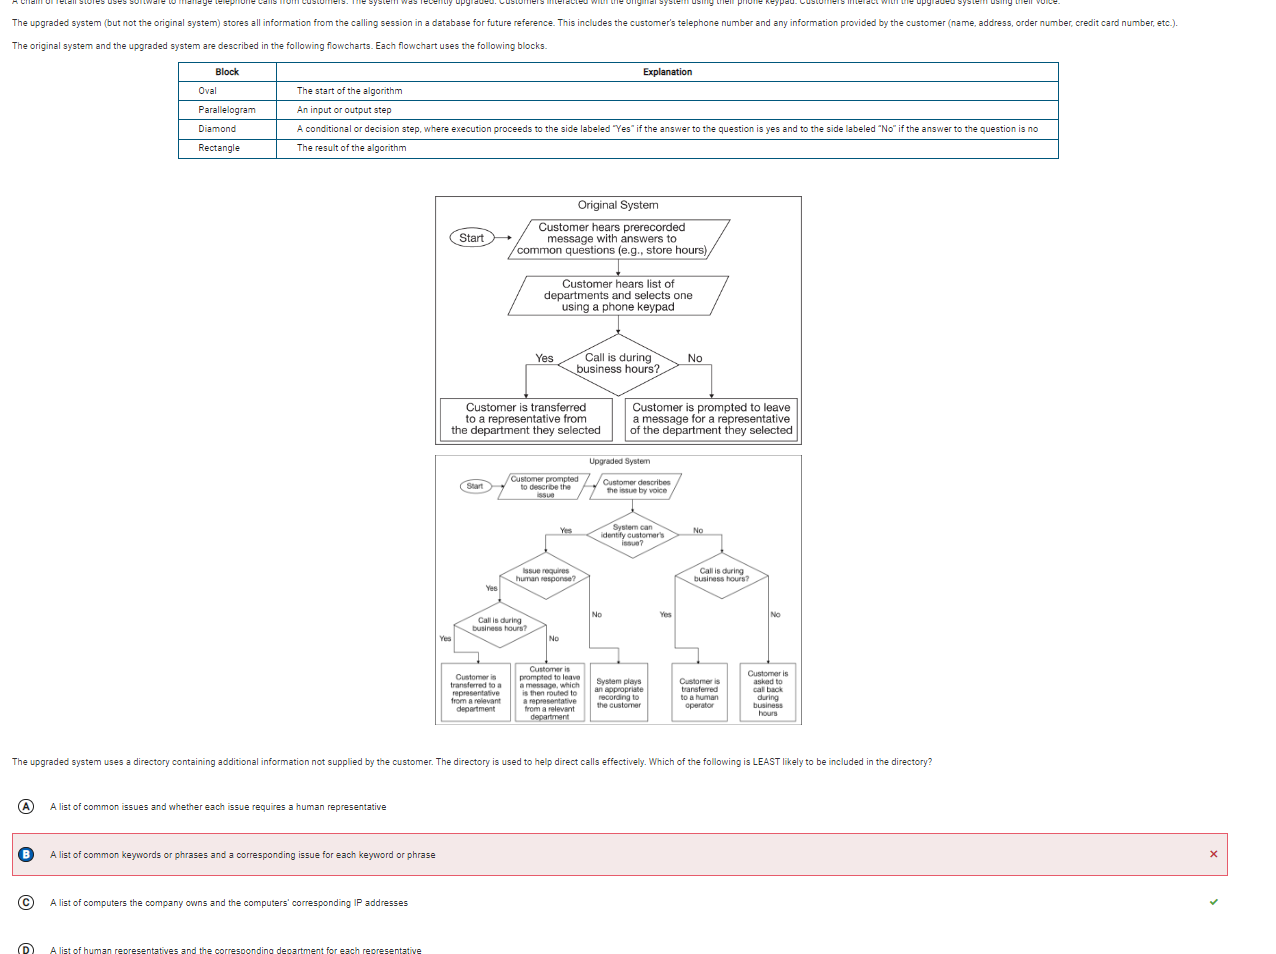 A chain of retail stores uses software to manage telephone calls from customers. The system was recently upgraded. Customers interacted with the original system using their phone keypad. Customers interact with the upgraded system using their voice.
The upgraded system (but not the original system) stores all information from the calling session in a database for future reference. This includes the customer's telephone number and any information provided by the customer (name, address, order number, credit card number, etc.).
The original system and the upgraded system are described in the following flowcharts. Each flowchart uses the following blocks.
Block Explanation
Oval The start of the algorithm
Parallelogram An input or output step
Diamond A conditional or decision step, where execution proceeds to the side labeled "Yes" if the answer to the question is yes and to the side labeled "No" if the answer to the question is no
Rectangle The result of the algorithm
Original System
Start
Customer hears prerecorded
message with answers to
common questions (e.g., store hours)
Customer hears list of
departments and selects one
using a phone keypad
Call is during
business hours?
Yes
No
Customer is transferred
to a representative from
the department they selected
Customer is prompted to leave
a message for a representative
of the department they selected
Upgraded System
Start
Customer prompted
to describe the
issue
Customer describes
the issue by voice
System can
identify customer's
issue?
Yes
No
Issue requires
human response?
Call is during
business hours?
Yes
No
Yes
No
Call is during
business hours?
Yes
No
Customer is
transferred to a
representative
from a relevant
department
Customer is
prompted to leave
a message, which
is then routed to
a representative
from a relevant
department
System plays
an appropriate
recording to
the customer
Customer is
transferred
to a human
operator
Customer is
asked to
call back
during
business
hours
The upgraded system uses a directory containing additional information not supplied by the customer. The directory is used to help direct calls effectively. Which of the following is LEAST likely to be included in the directory?
A A list of common issues and whether each issue requires a human representative
B A list of common keywords or phrases and a corresponding issue for each keyword or phrase
C A list of computers the company owns and the computers' corresponding IP addresses
D A list of human representatives and the corresponding department for each representative